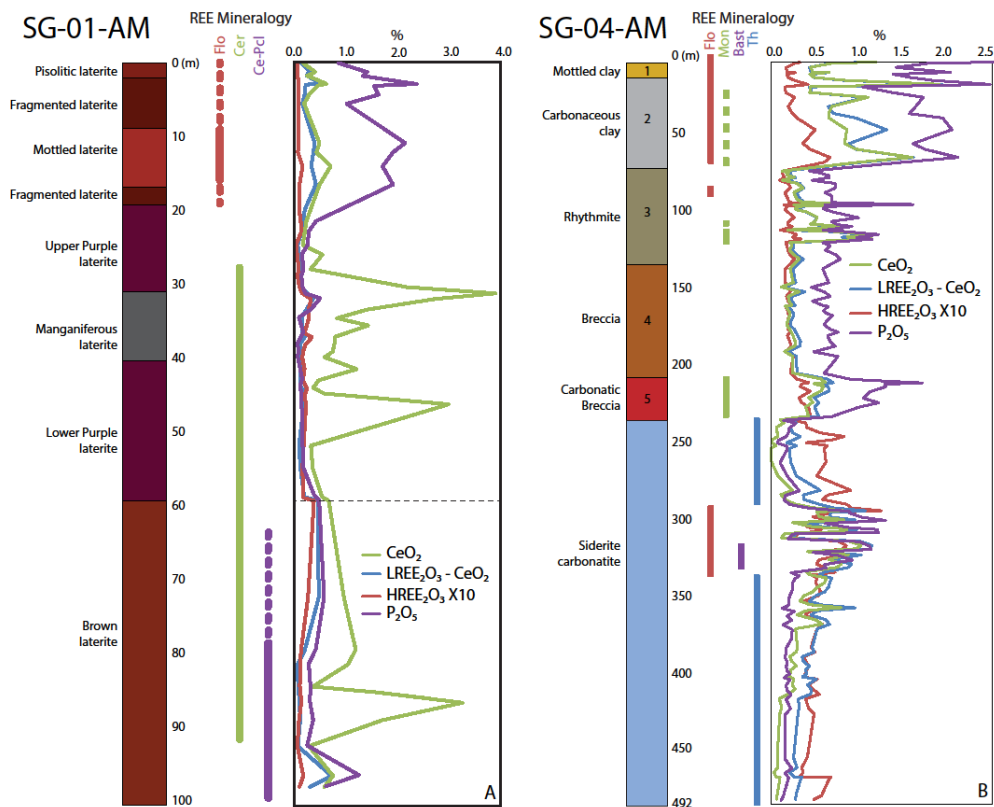 SG-01-AM
REE Mineralogy
Flo
Cer
Ce-Pcl
%
0.0 1.0 2.0 3.0 4.0
0 (m)
10
20
30
40
50
60
70
80
90
100
Pisolitic laterite
Fragmented laterite
Mottled laterite
Fragmented laterite
Upper Purple
laterite
Manganiferous
laterite
Lower Purple
laterite
Brown
laterite
CeO₂
LREE₂O₃ - CeO₂
HREE₂O₃ X10
P₂O₅
A
SG-04-AM
REE Mineralogy
Flo
Mon
Bast
Th
%
0.0 0.5 1.0 1.5 2.0 2.5
0 (m)
50
100
150
200
250
300
350
400
450
492
Mottled clay
1
Carbonaceous
clay
2
Rhythmite
3
Breccia
4
Carbonatic
Breccia
5
Siderite
carbonatite
CeO₂
LREE₂O₃ - CeO₂
HREE₂O₃ X10
P₂O₅
B